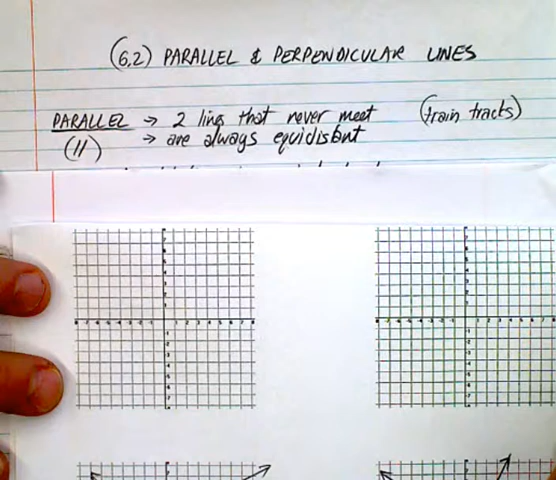 (6.2) PARALLEL & PERPENDICULAR LINES
PARALLEL → 2 lines that never meet (train tracks)
(//) → are always equidistant